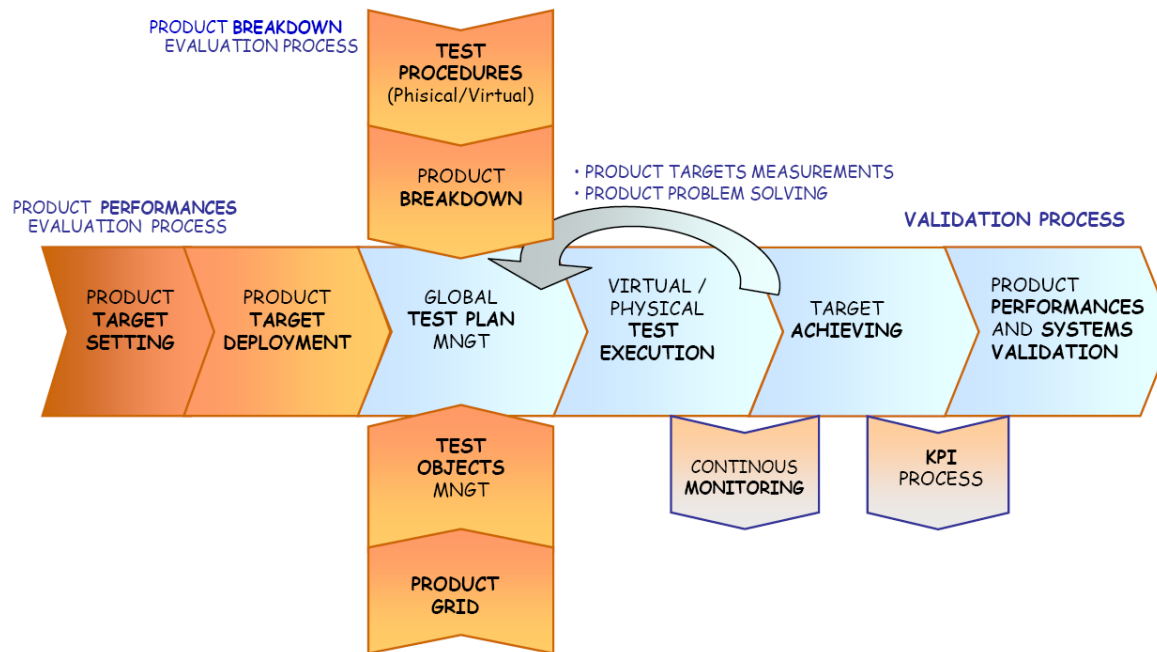 PRODUCT BREAKDOWN
EVALUATION PROCESS
TEST
PROCEDURES
(Phisical/Virtual)
PRODUCT
BREAKDOWN
• PRODUCT TARGETS MEASUREMENTS
• PRODUCT PROBLEM SOLVING
PRODUCT PERFORMANCES
EVALUATION PROCESS
VALIDATION PROCESS
PRODUCT
TARGET
SETTING
PRODUCT
TARGET
DEPLOYMENT
GLOBAL
TEST PLAN
MNGT
VIRTUAL /
PHYSICAL
TEST
EXECUTION
TARGET
ACHIEVING
PRODUCT
PERFORMANCES
AND SYSTEMS
VALIDATION
TEST
OBJECTS
MNGT
CONTINOUS
MONITORING
KPI
PROCESS
PRODUCT
GRID